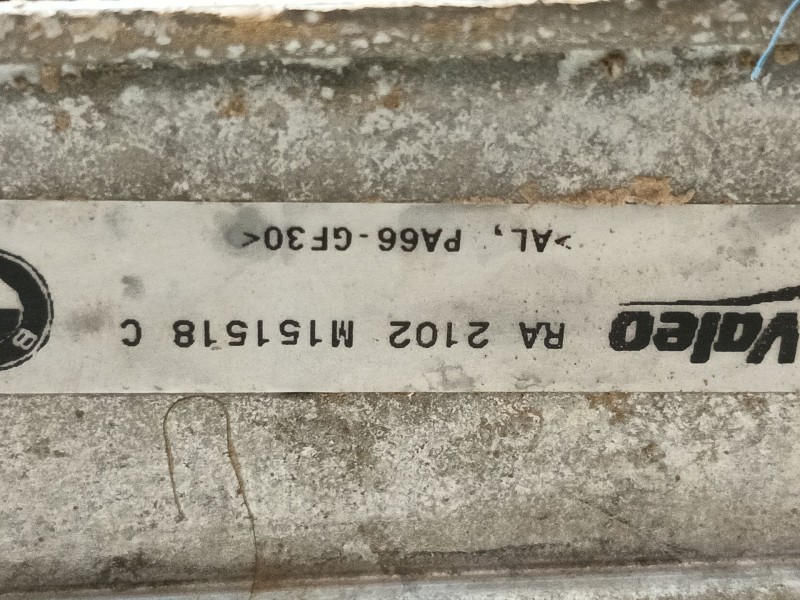 Valeo RA 2102 M151518 C
>AL, PA66-GF30<
B